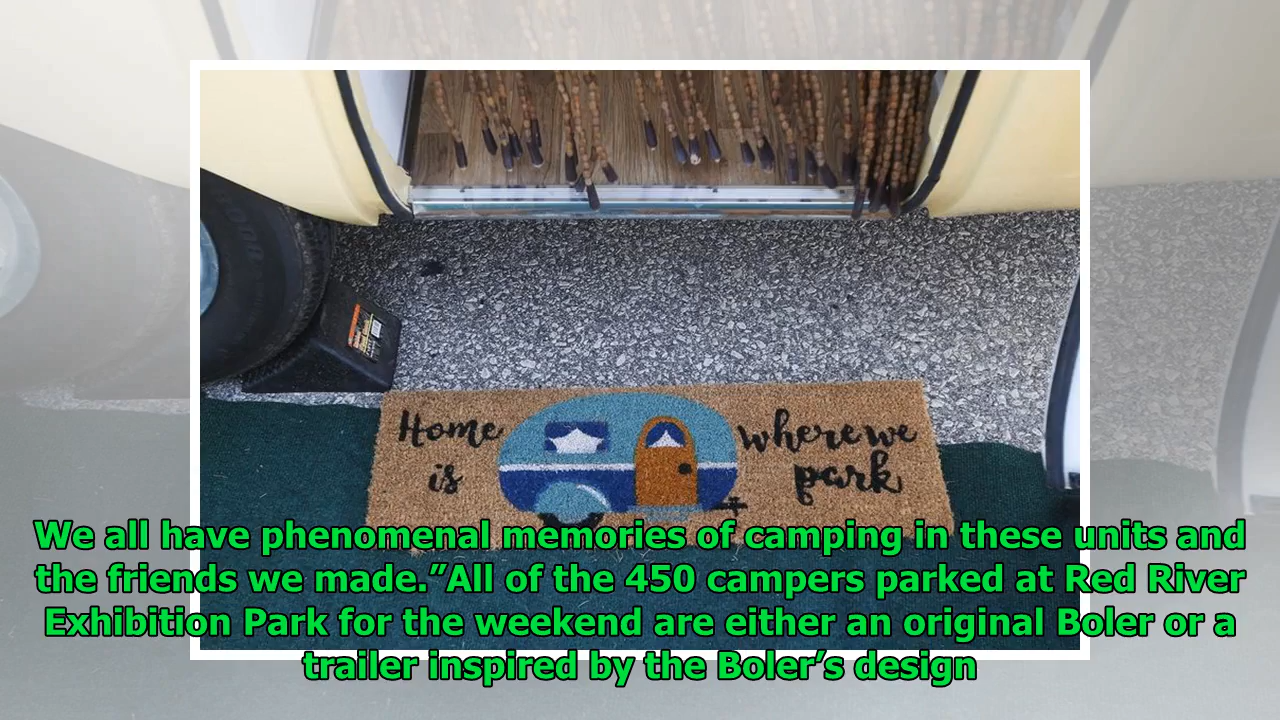 Home where we
is park
We all have phenomenal memories of camping in these units and
the friends we made.”All of the 450 campers parked at Red River
Exhibition Park for the weekend are either an original Boler or a
trailer inspired by the Boler’s design